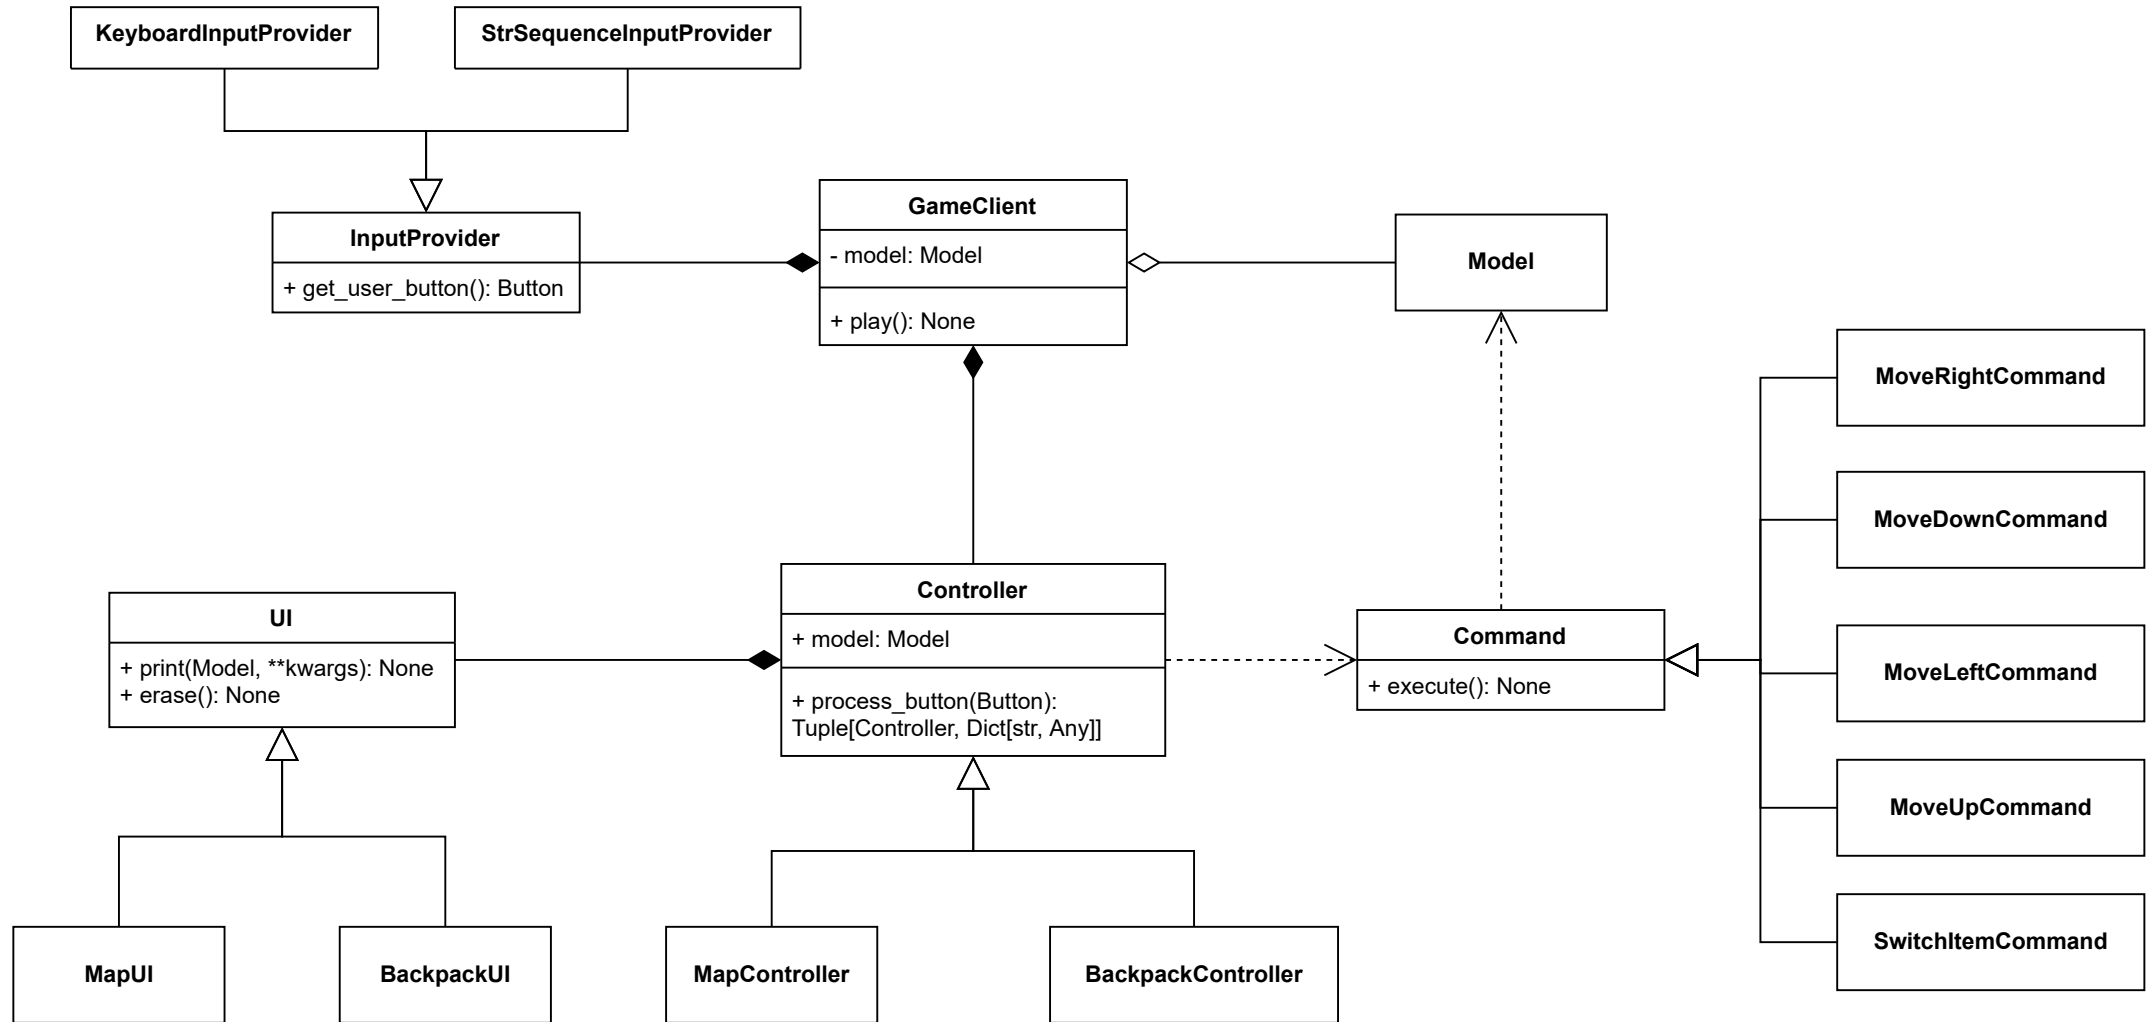 KeyboardInputProvider
StrSequenceInputProvider
InputProvider
+ get_user_button(): Button
GameClient
- model: Model
+ play(): None
Model
MoveRightCommand
MoveDownCommand
MoveLeftCommand
MoveUpCommand
SwitchItemCommand
Command
+ execute(): None
Controller
+ model: Model
+ process_button(Button):
Tuple[Controller, Dict[str, Any]]
UI
+ print(Model, **kwargs): None
+ erase(): None
MapUI
BackpackUI
MapController
BackpackController